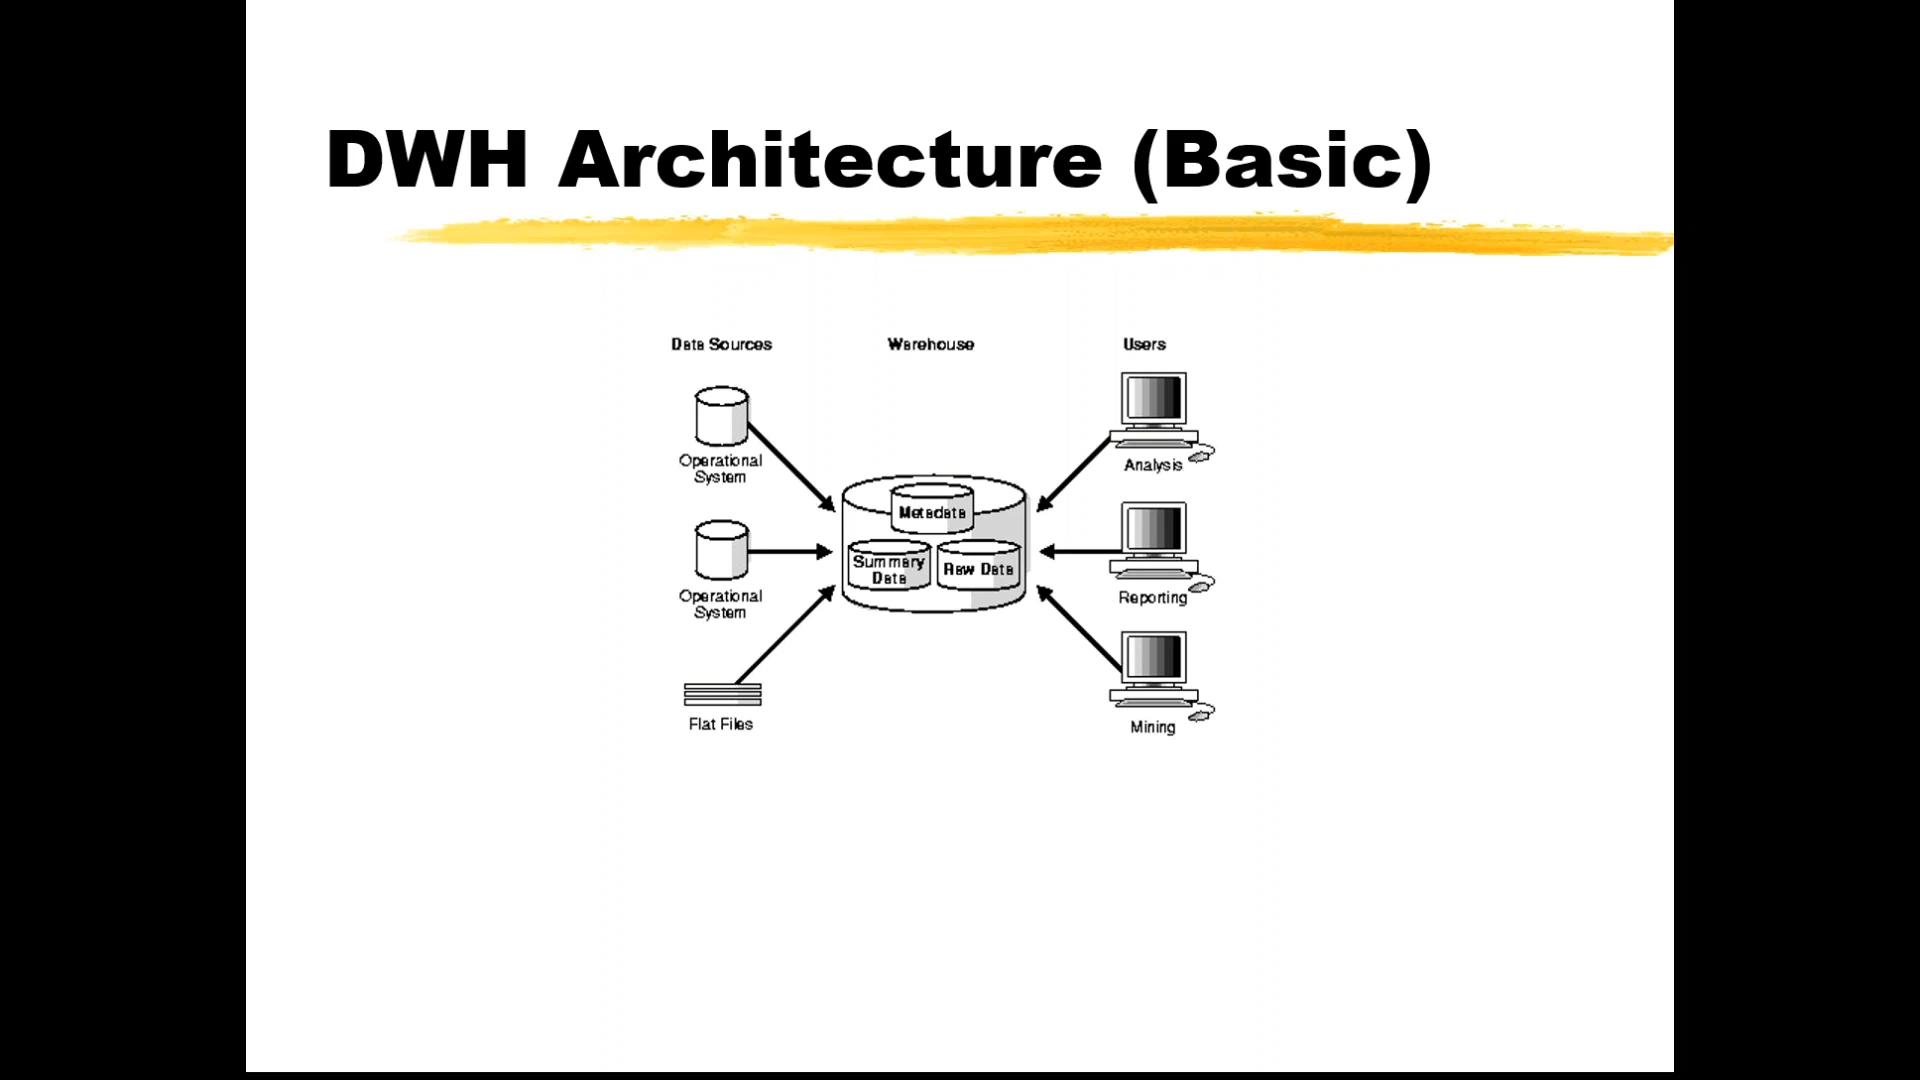 DWH Architecture (Basic)
Data Sources
Warehouse
Users
Operational
System
Analysis
Metadata
Summary
Data
Raw Data
Operational
System
Reporting
Flat Files
Mining